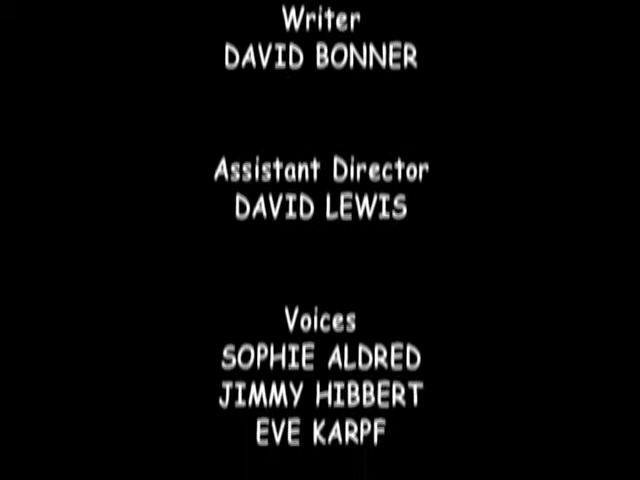 Writer
DAVID BONNER
Assistant Director
DAVID LEWIS
Voices
SOPHIE ALDRED
JIMMY HIBBERT
EVE KARPF